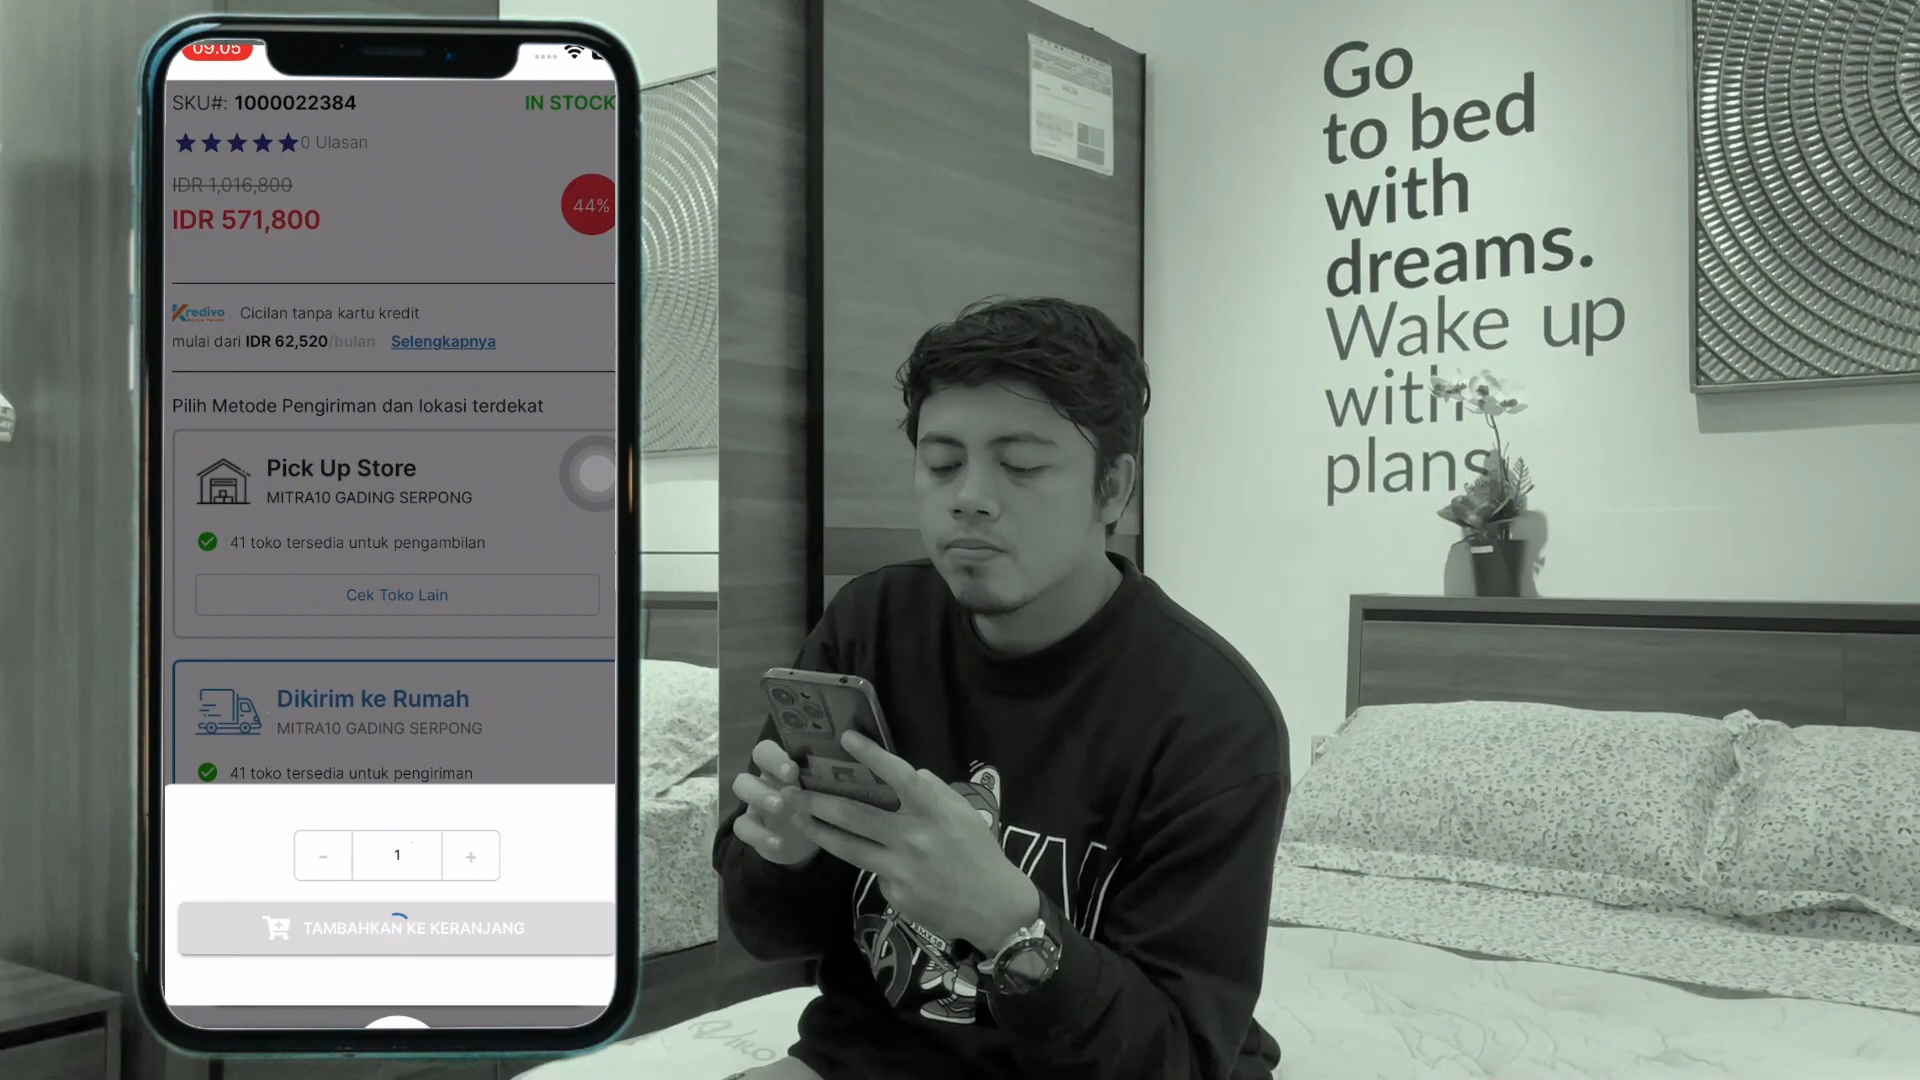 09.05
SKU#: 1000022384
IN STOCK
0 Ulasan
IDR 1,016,800
IDR 571,800
44%
Kredivo Cicilan tanpa kartu kredit
mulai dari IDR 62,520/bulan Selengkapnya
Pilih Metode Pengiriman dan lokasi terdekat
Pick Up Store
MITRA10 GADING SERPONG
41 toko tersedia untuk pengambilan
Cek Toko Lain
Dikirim ke Rumah
MITRA10 GADING SERPONG
41 toko tersedia untuk pengiriman
- 1 +
TAMBAHKAN KE KERANJANG
Go
to bed
with
dreams.
Wake up
with
plans